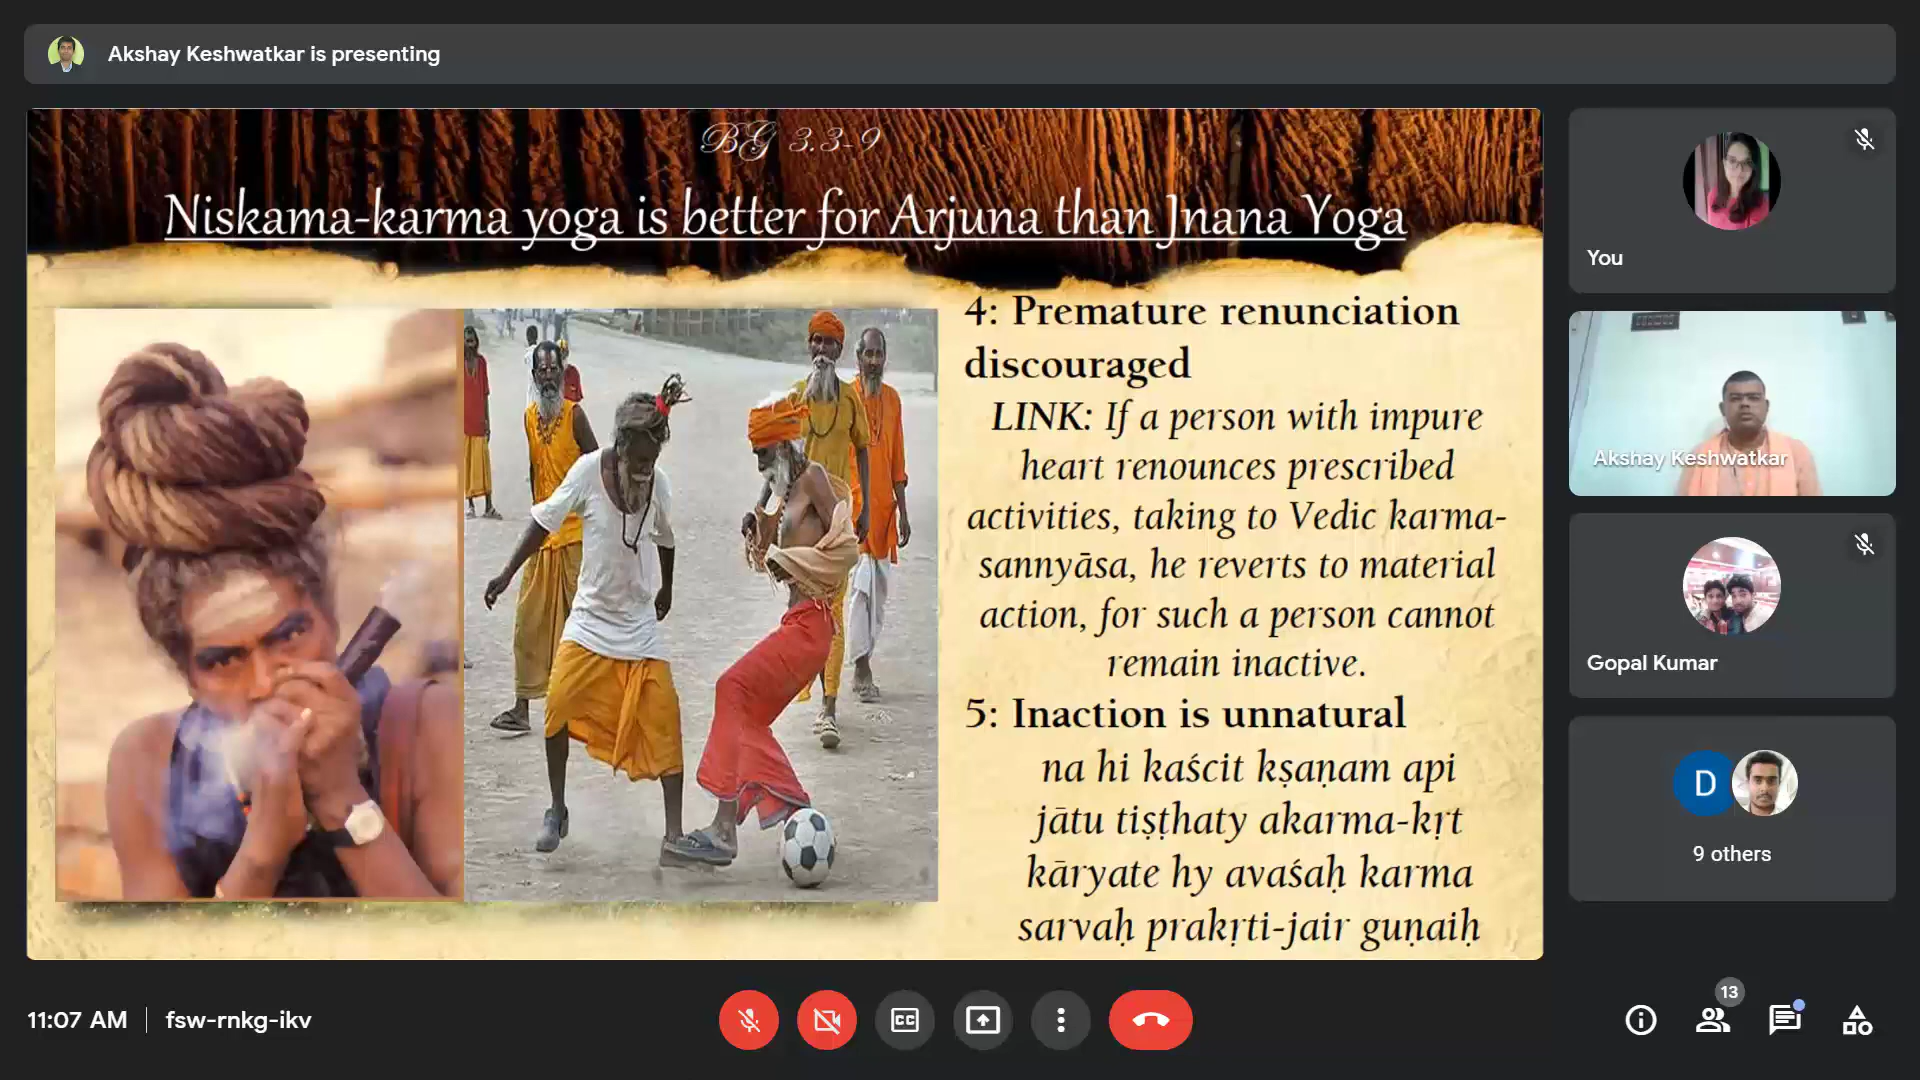 Akshay Keshwatkar is presenting
BG 3.3-9
Niskama-karma yoga is better for Arjuna than Jnana Yoga
4: Premature renunciation
discouraged
LINK: If a person with impure
heart renounces prescribed
activities, taking to Vedic karma-
sannyāsa, he reverts to material
action, for such a person cannot
remain inactive.
5: Inaction is unnatural
na hi kaścit kṣaṇam api
jātu tiṣṭhaty akarma-kṛt
kāryate hy avaśaḥ karma
sarvaḥ prakṛti-jair guṇaiḥ
You
Akshay Keshwatkar
Gopal Kumar
D
9 others
11:07 AM
fsw-rnkg-ikv
CC
13